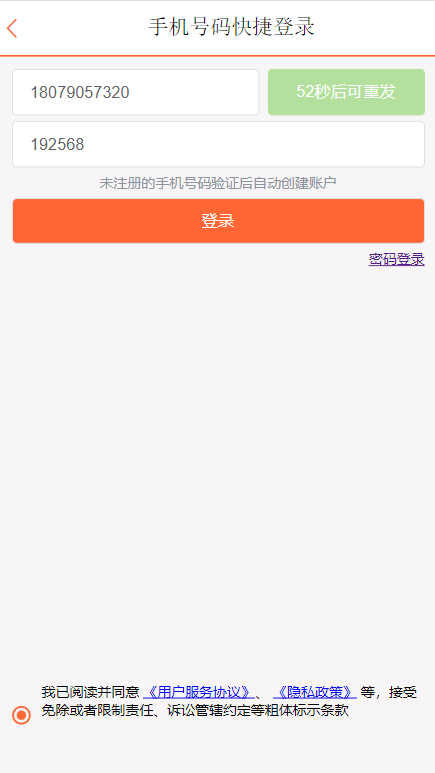 手机号码快捷登录
18079057320
52秒后可重发
192568
未注册的手机号码验证后自动创建账户
登录
密码登录
我已阅读并同意《用户服务协议》、《隐私政策》等，接受
免除或者限制责任、诉讼管辖约定等粗体标示条款